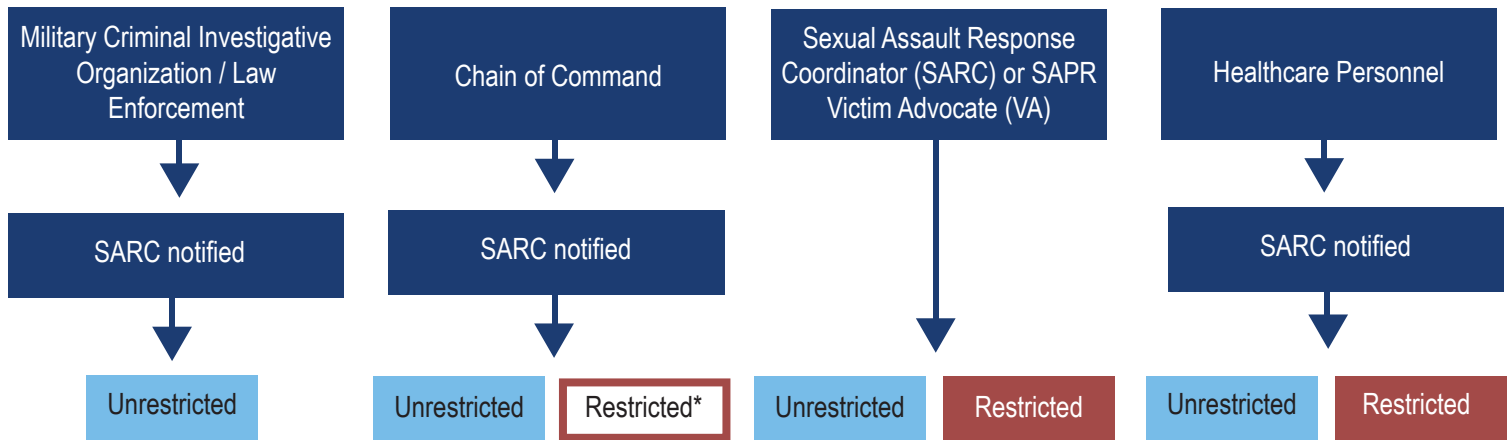 Military Criminal Investigative
Organization / Law
Enforcement
Chain of Command
Sexual Assault Response
Coordinator (SARC) or SAPR
Victim Advocate (VA)
Healthcare Personnel
SARC notified
SARC notified
SARC notified
Unrestricted
Unrestricted
Restricted*
Unrestricted
Restricted
Unrestricted
Restricted